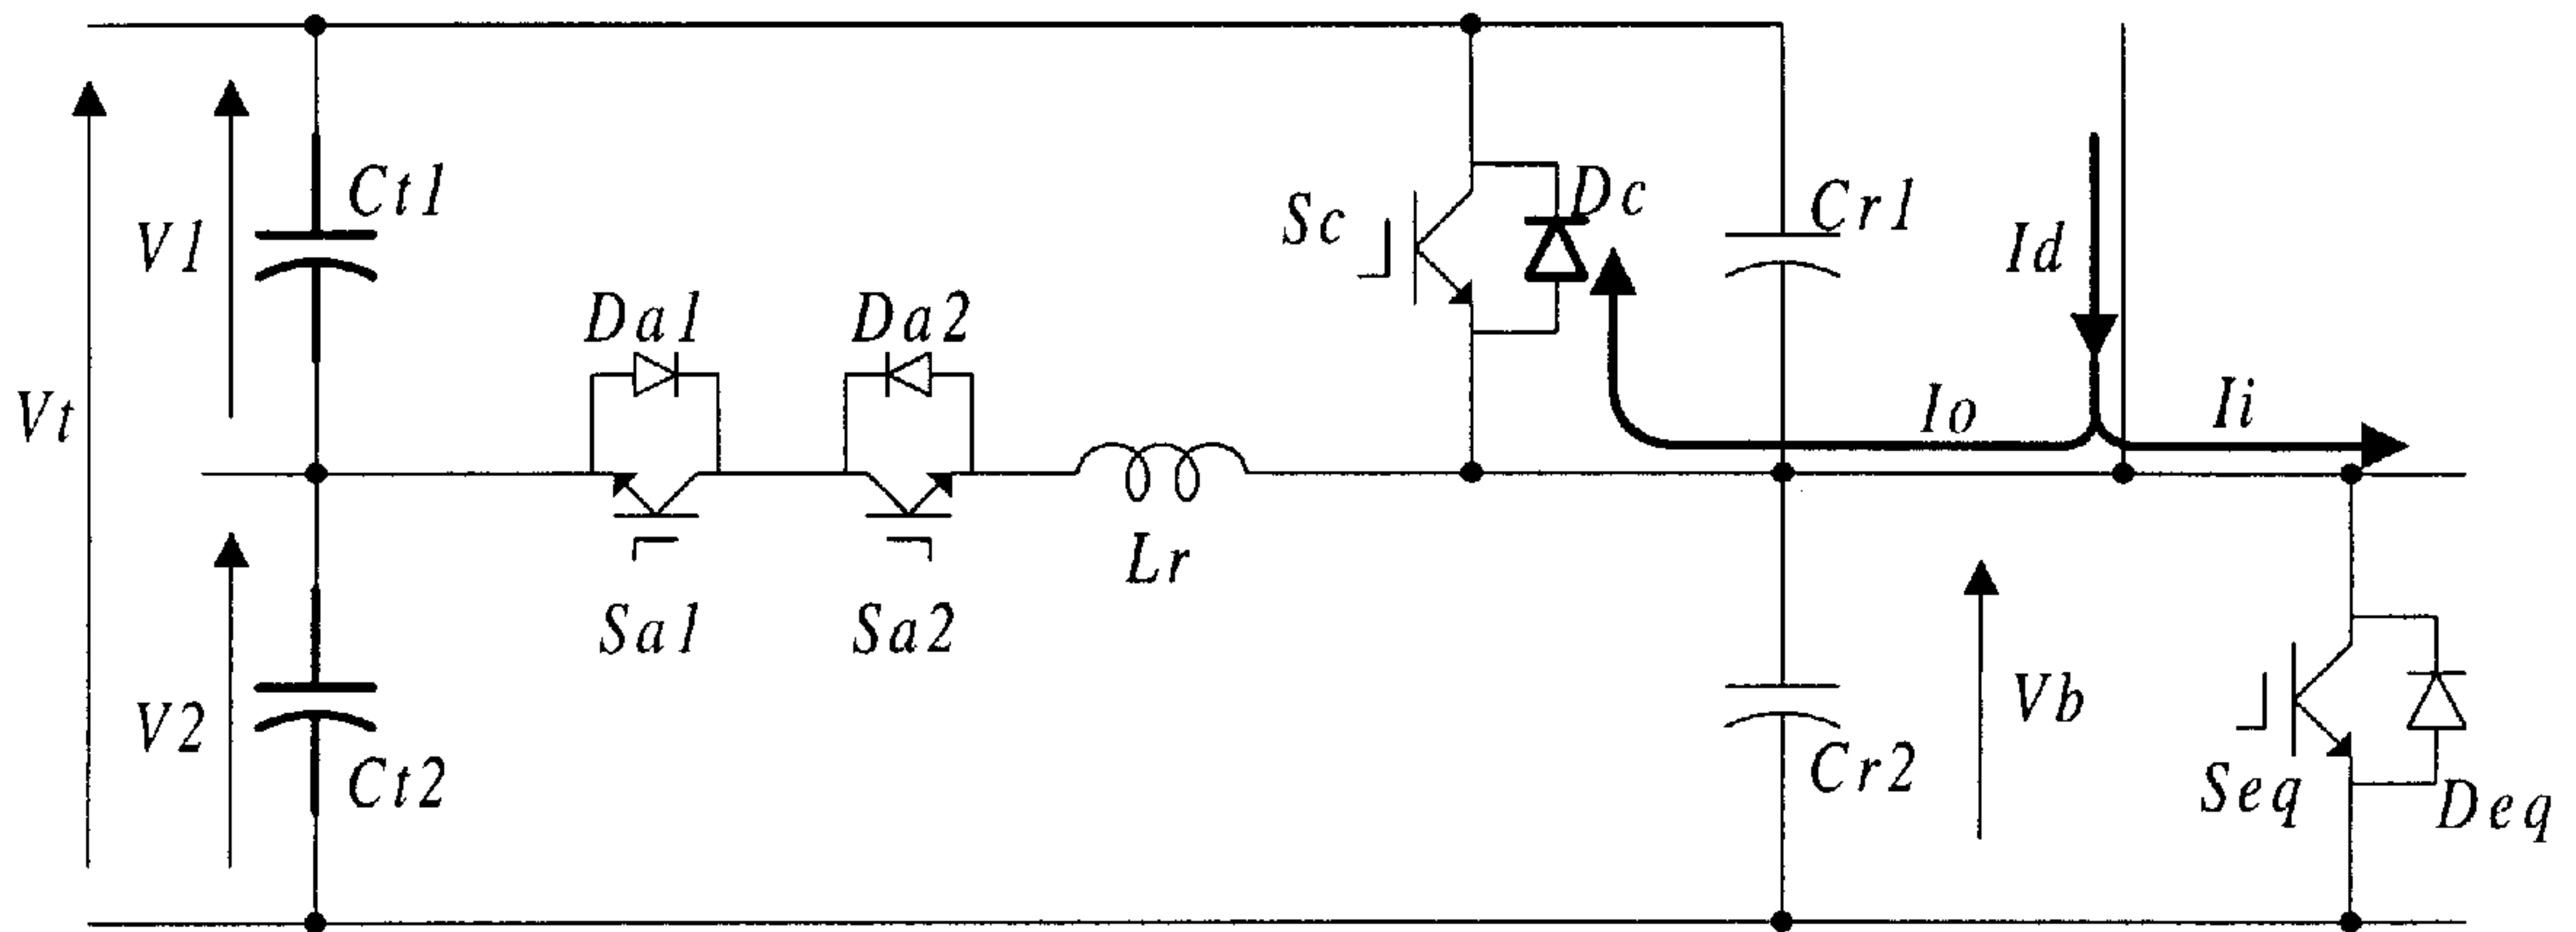 Ct1
Dc
Cr1
Sc
V1
Id
Da1
Da2
Vt
Io
Ii
Lr
Sa1
Sa2
V2
Vb
Ct2
Cr2
Seq
Deq